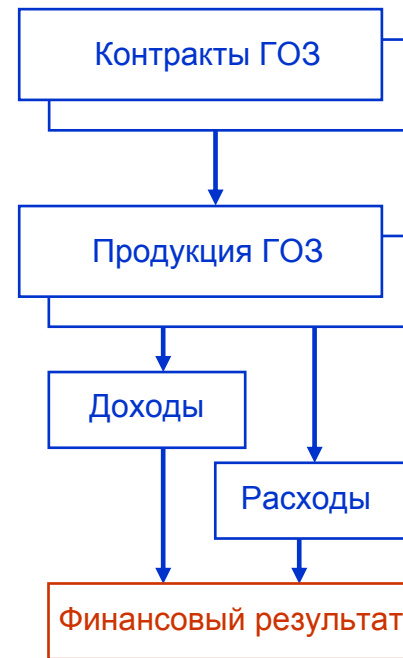 Контракты ГОЗ
Продукция ГОЗ
Доходы
Расходы
Финансовый результат